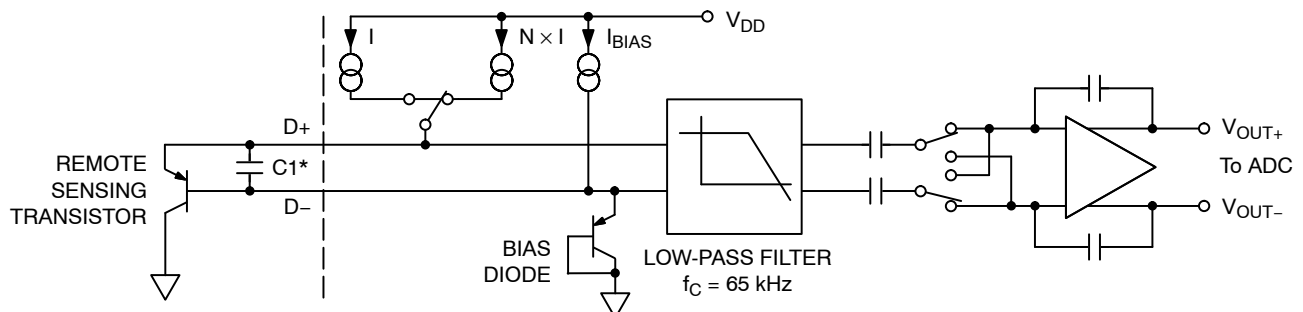 V_DD
I
N × I
I_BIAS
D+
C1*
D−
REMOTE
SENSING
TRANSISTOR
BIAS
DIODE
LOW-PASS FILTER
f_C = 65 kHz
V_OUT+
To ADC
V_OUT−